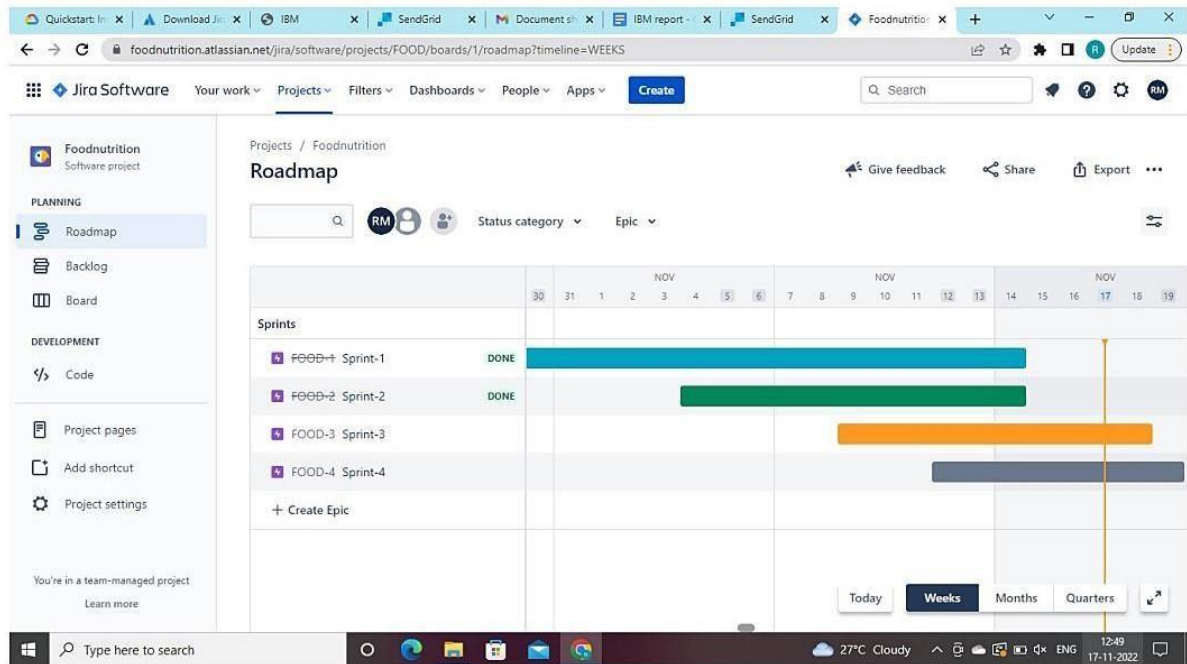 Quickstart: In
Download Jir
IBM
SendGrid
Document sh
IBM report -
SendGrid
Foodnutritio
foodnutrition.atlassian.net/jira/software/projects/FOOD/boards/1/roadmap?timeline=WEEKS
R
Update
Jira Software Your work Projects Filters Dashboards People Apps Create Search RM
Foodnutrition
Software project
PLANNING
Roadmap
Backlog
Board
DEVELOPMENT
Code
Project pages
Add shortcut
Project settings
You're in a team-managed project
Learn more
Projects / Foodnutrition
Roadmap
Give feedback Share Export
RM Status category Epic
NOV NOV NOV
30 31 1 2 3 4 5 6 7 8 9 10 11 12 13 14 15 16 17 18 19
Sprints
FOOD-1 Sprint-1 DONE
FOOD-2 Sprint-2 DONE
FOOD-3 Sprint-3
FOOD-4 Sprint-4
+ Create Epic
Today Weeks Months Quarters
Type here to search
27°C Cloudy ENG
12:49
17-11-2022